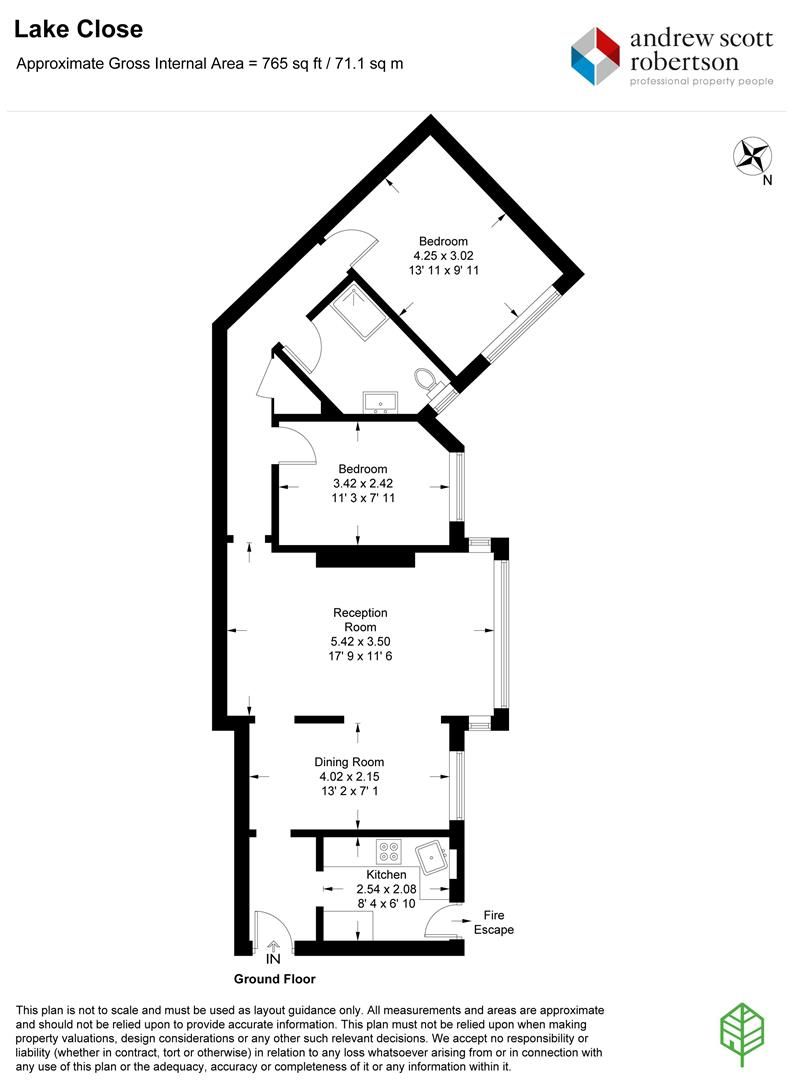 Lake Close
Approximate Gross Internal Area = 765 sq ft / 71.1 sq m
andrew scott
robertson
professional property people
N
Bedroom
4.25 x 3.02
13' 11 x 9' 11
Bedroom
3.42 x 2.42
11' 3 x 7' 11
Reception
Room
5.42 x 3.50
17' 9 x 11' 6
Dining Room
4.02 x 2.15
13' 2 x 7' 1
Kitchen
2.54 x 2.08
8' 4 x 6' 10
Fire
Escape
IN
Ground Floor
This plan is not to scale and must be used as layout guidance only. All measurements and areas are approximate
and should not be relied upon to provide accurate information. This plan must not be relied upon when making
property valuations, design considerations or any other such relevant decisions. We accept no responsibility or
liability (whether in contract, tort or otherwise) in relation to any loss whatsoever arising from or in connection with
any use of this plan or the adequacy, accuracy or completeness of it or any information within it.